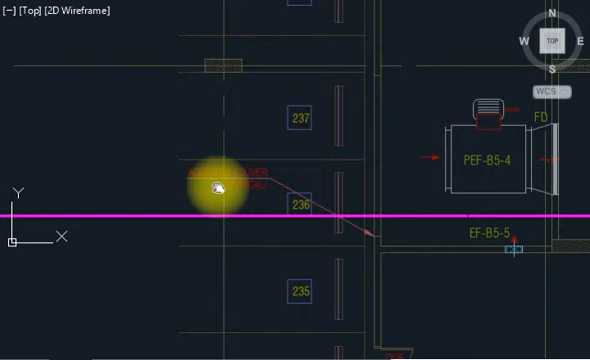 [−] [Top] [2D Wireframe]
N
W
TOP
E
S
WCS
237
FD
PEF-B5-4
236
EF-B5-5
Y
X
235